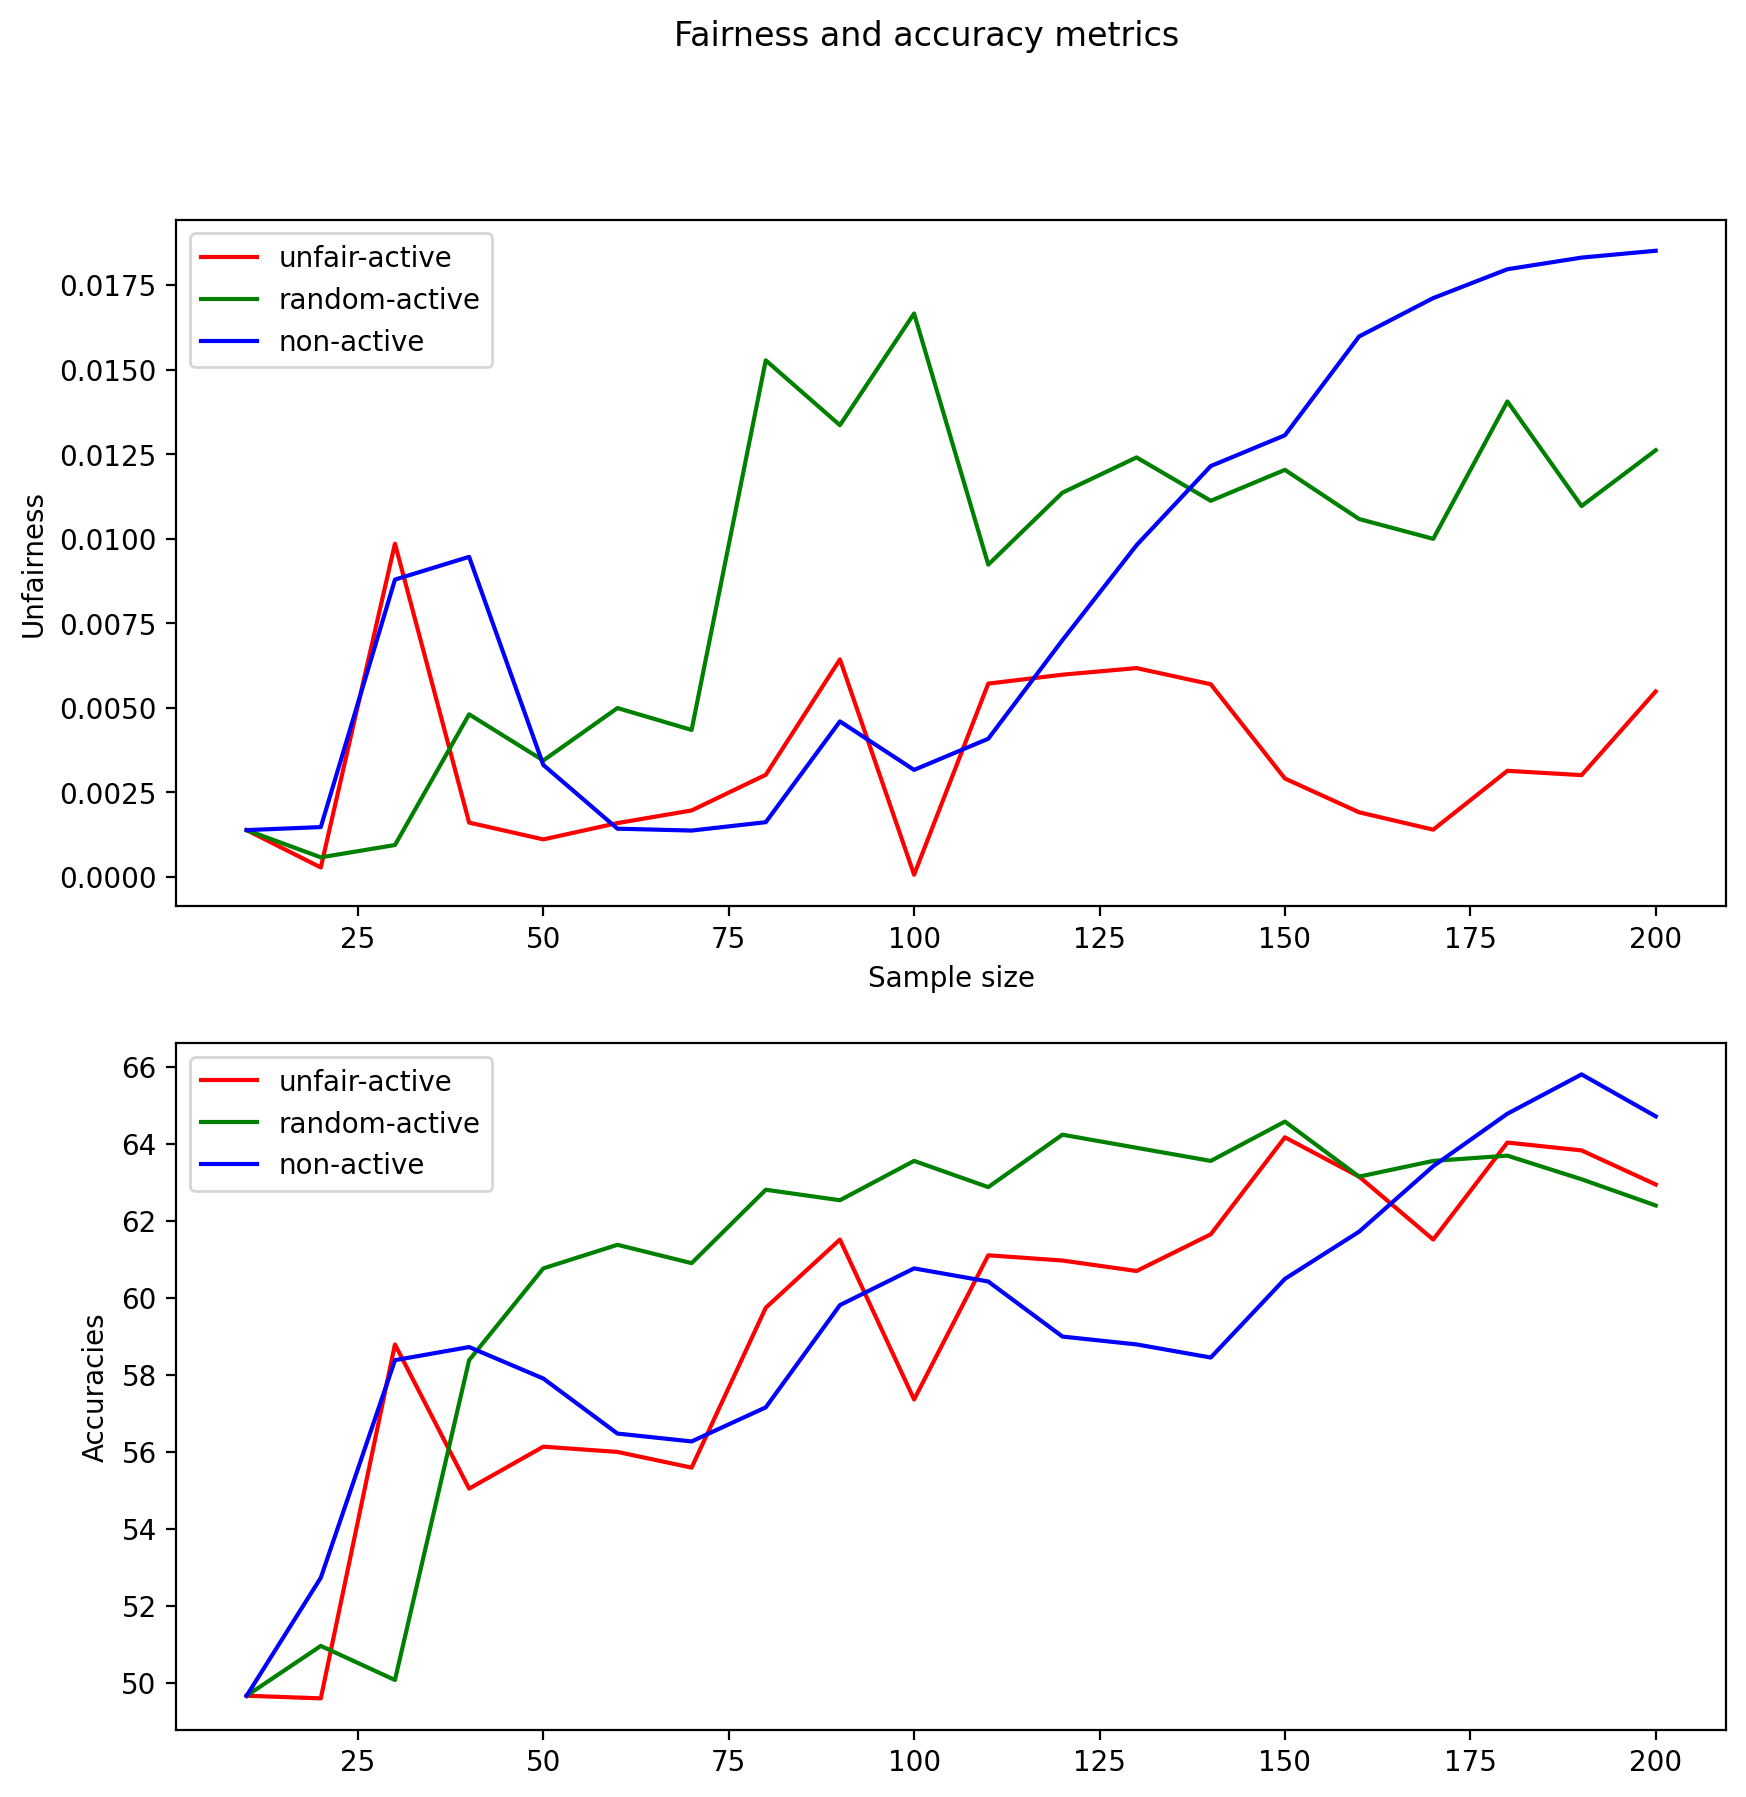 Fairness and accuracy metrics
unfair-active
random-active
non-active
0.0175
0.0150
0.0125
0.0100
0.0075
0.0050
0.0025
0.0000
Unfairness
25 50 75 100 125 150 175 200
Sample size
unfair-active
random-active
non-active
66
64
62
60
58
56
54
52
50
Accuracies
25 50 75 100 125 150 175 200